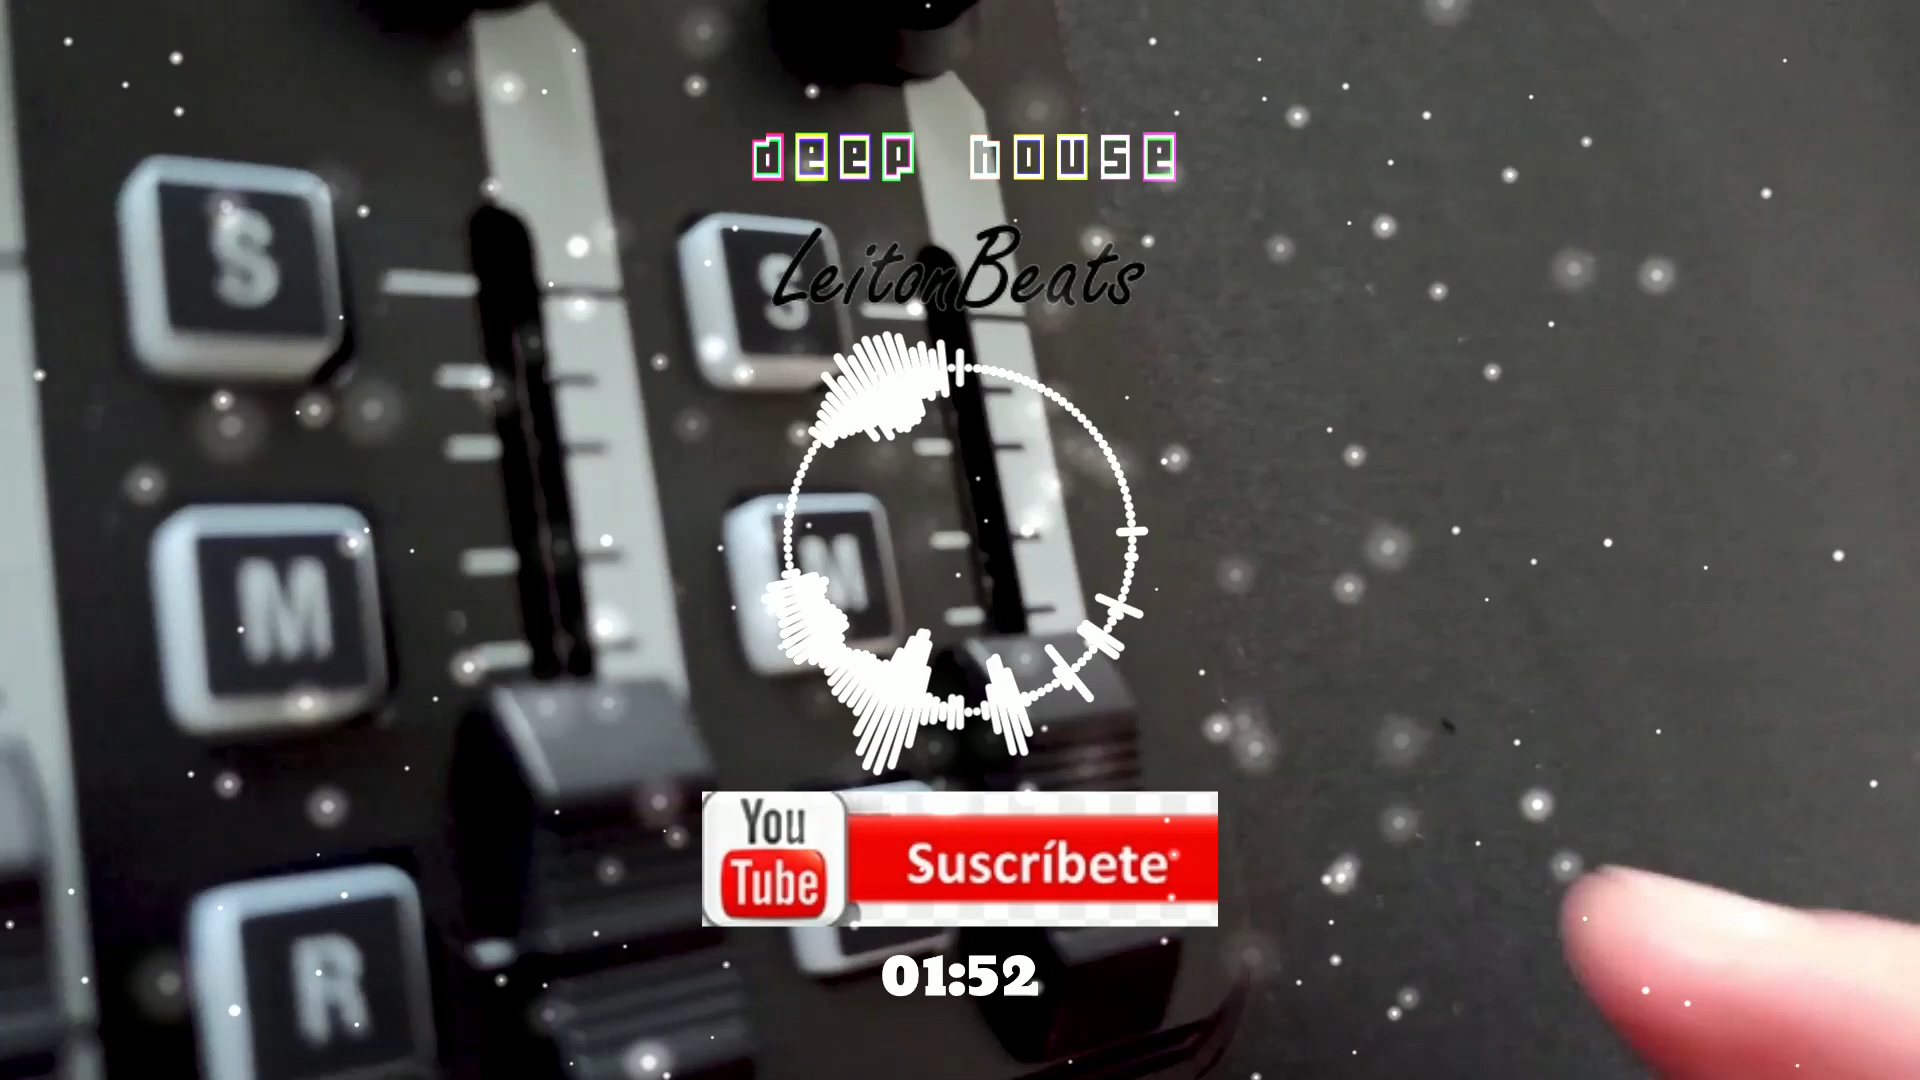 deep house
S
S
LeitonBeats
M
M
You
Tube
Suscríbete
01:52
R